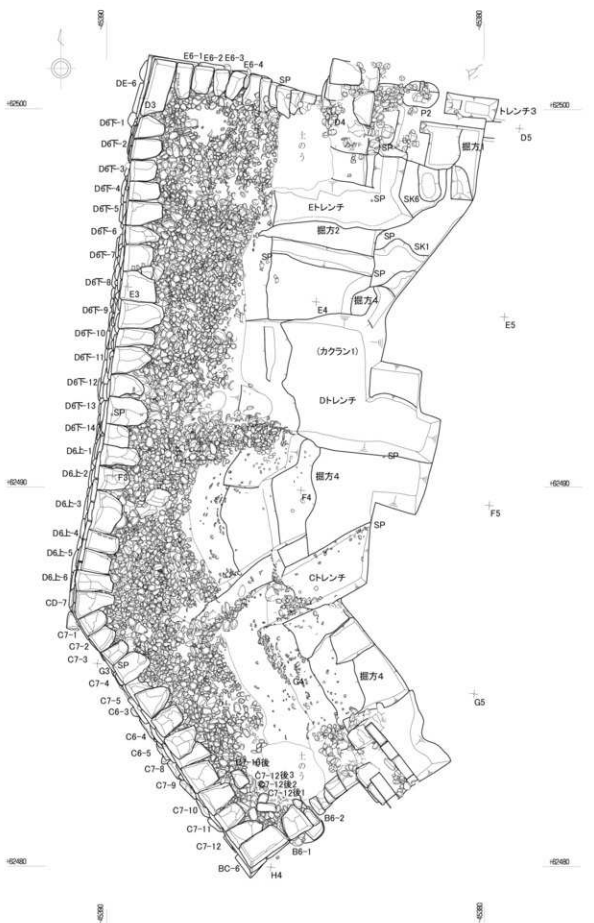 -45390
-45380
E6-1 E6-2 E6-3
E6-4
SP
DE-6
+62500
+62500
D3
D4
P2
トレンチ3
D5
D6下-1
掘方1
D6下-2
SP
土のう
D6下-3
D6下-4
SP
SK6
D6下-5
Eトレンチ
D6下-6
掘方2
SP
SK1
D6下-7
SP
SP
D6下-8
E3
掘方4
E4
D6下-9
E5
D6下-10
D6下-11
(カクラン1)
D6下-12
Dトレンチ
D6下-13
SP
D6下-14
D6上-1
SP
D6上-2
F3
掘方4
+62490
+62490
F4
D6上-3
F5
SP
D6上-4
D6上-5
Cトレンチ
D6上-6
CD-7
C7-1
C7-2
C7-3
SP
G3
掘方4
C7-4
G4
G5
C7-5
C6-3
C6-4
C6-5
土のう
C7-8
C7-12後3
C7-9
C7-12後2
C7-12後1
C7-10
B6-2
C7-11
C7-12
B6-1
BC-6
H4
+62480
+62480
-45390
-45380